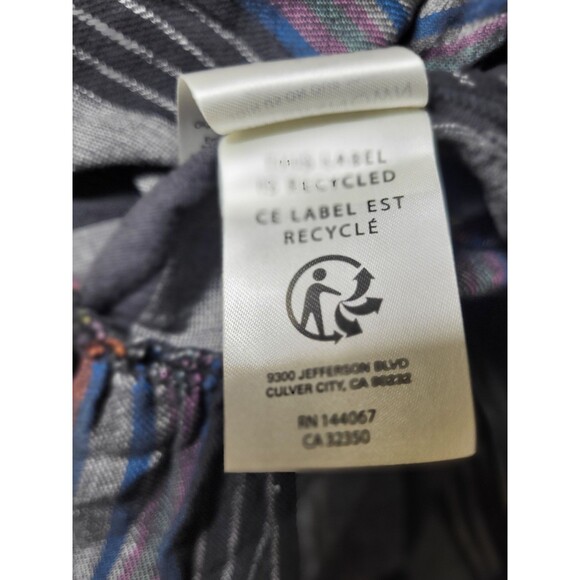 LABEL
RECYCLED
CE LABEL EST
RECYCLÉ
9300 JEFFERSON BLVD
CULVER CITY, CA 90232
RN 144067
CA 32350